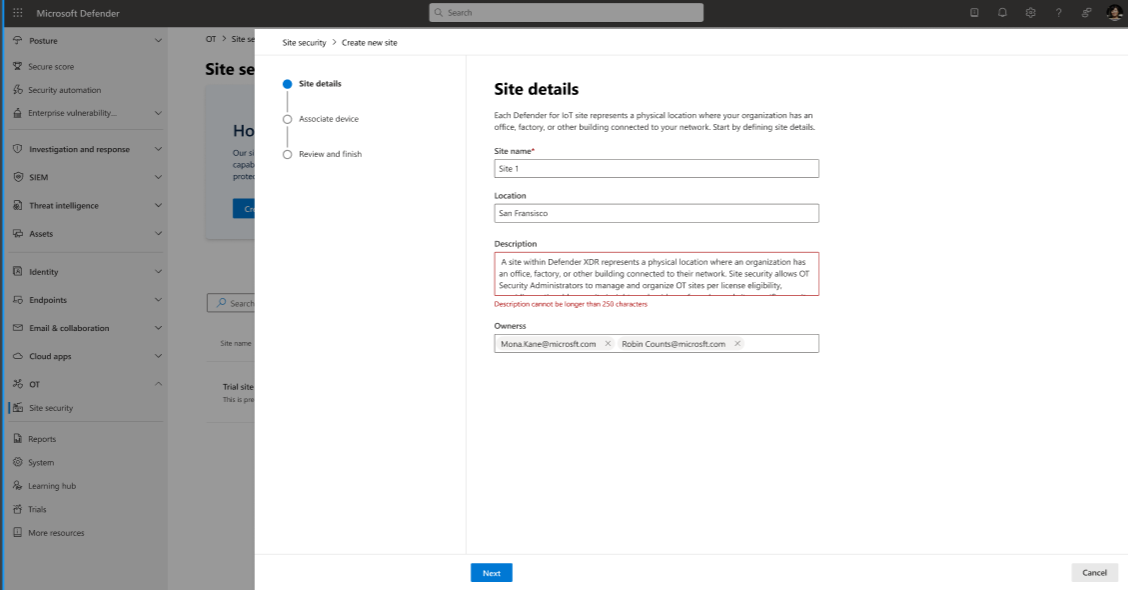 Microsoft Defender
Search
Posture
Secure score
Security automation
Enterprise vulnerability...
Investigation and response
SIEM
Threat intelligence
Assets
Identity
Endpoints
Email & collaboration
Cloud apps
OT
Site security
Reports
System
Learning hub
Trials
More resources
OT > Site se
Site se
Ho
Our si
capab
protec
Cr
Search
Site name
Trial site
This is pre
Site security > Create new site
Site details
Associate device
Review and finish
Site details
Each Defender for IoT site represents a physical location where your organization has an
office, factory, or other building connected to your network. Start by defining site details.
Site name*
Site 1
Location
San Fransisco
Description
A site within Defender XDR represents a physical location where an organization has
an office, factory, or other building connected to their network. Site security allows OT
Security Administrators to manage and organize OT sites per license eligibility,
Description cannot be longer than 250 characters
Ownerss
Mona.Kane@microsft.com Robin Counts@microsft.com
Next
Cancel